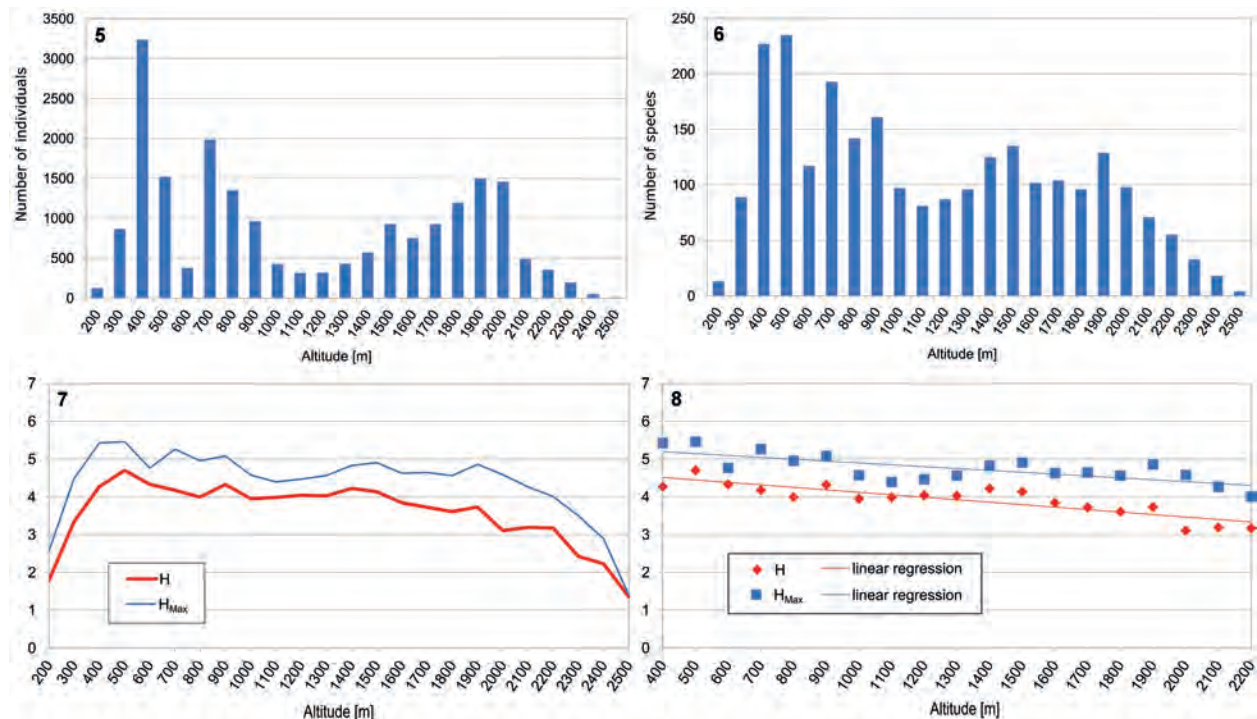 5
Number of individuals
3500
3000
2500
2000
1500
1000
500
0
200 300 400 500 600 700 800 900 1000 1100 1200 1300 1400 1500 1600 1700 1800 1900 2000 2100 2200 2300 2400 2500
Altitude [m]
6
Number of species
250
200
150
100
50
0
200 300 400 500 600 700 800 900 1000 1100 1200 1300 1400 1500 1600 1700 1800 1900 2000 2100 2200 2300 2400 2500
Altitude [m]
7
7
6
5
4
3
2
1
0
H
HMax
200 300 400 500 600 700 800 900 1000 1100 1200 1300 1400 1500 1600 1700 1800 1900 2000 2100 2200 2300 2400 2500
Altitude [m]
8
7
6
5
4
3
2
1
0
H linear regression
HMax linear regression
400 500 600 700 800 900 1000 1100 1200 1300 1400 1500 1600 1700 1800 1900 2000 2100 2200
Altitude [m]